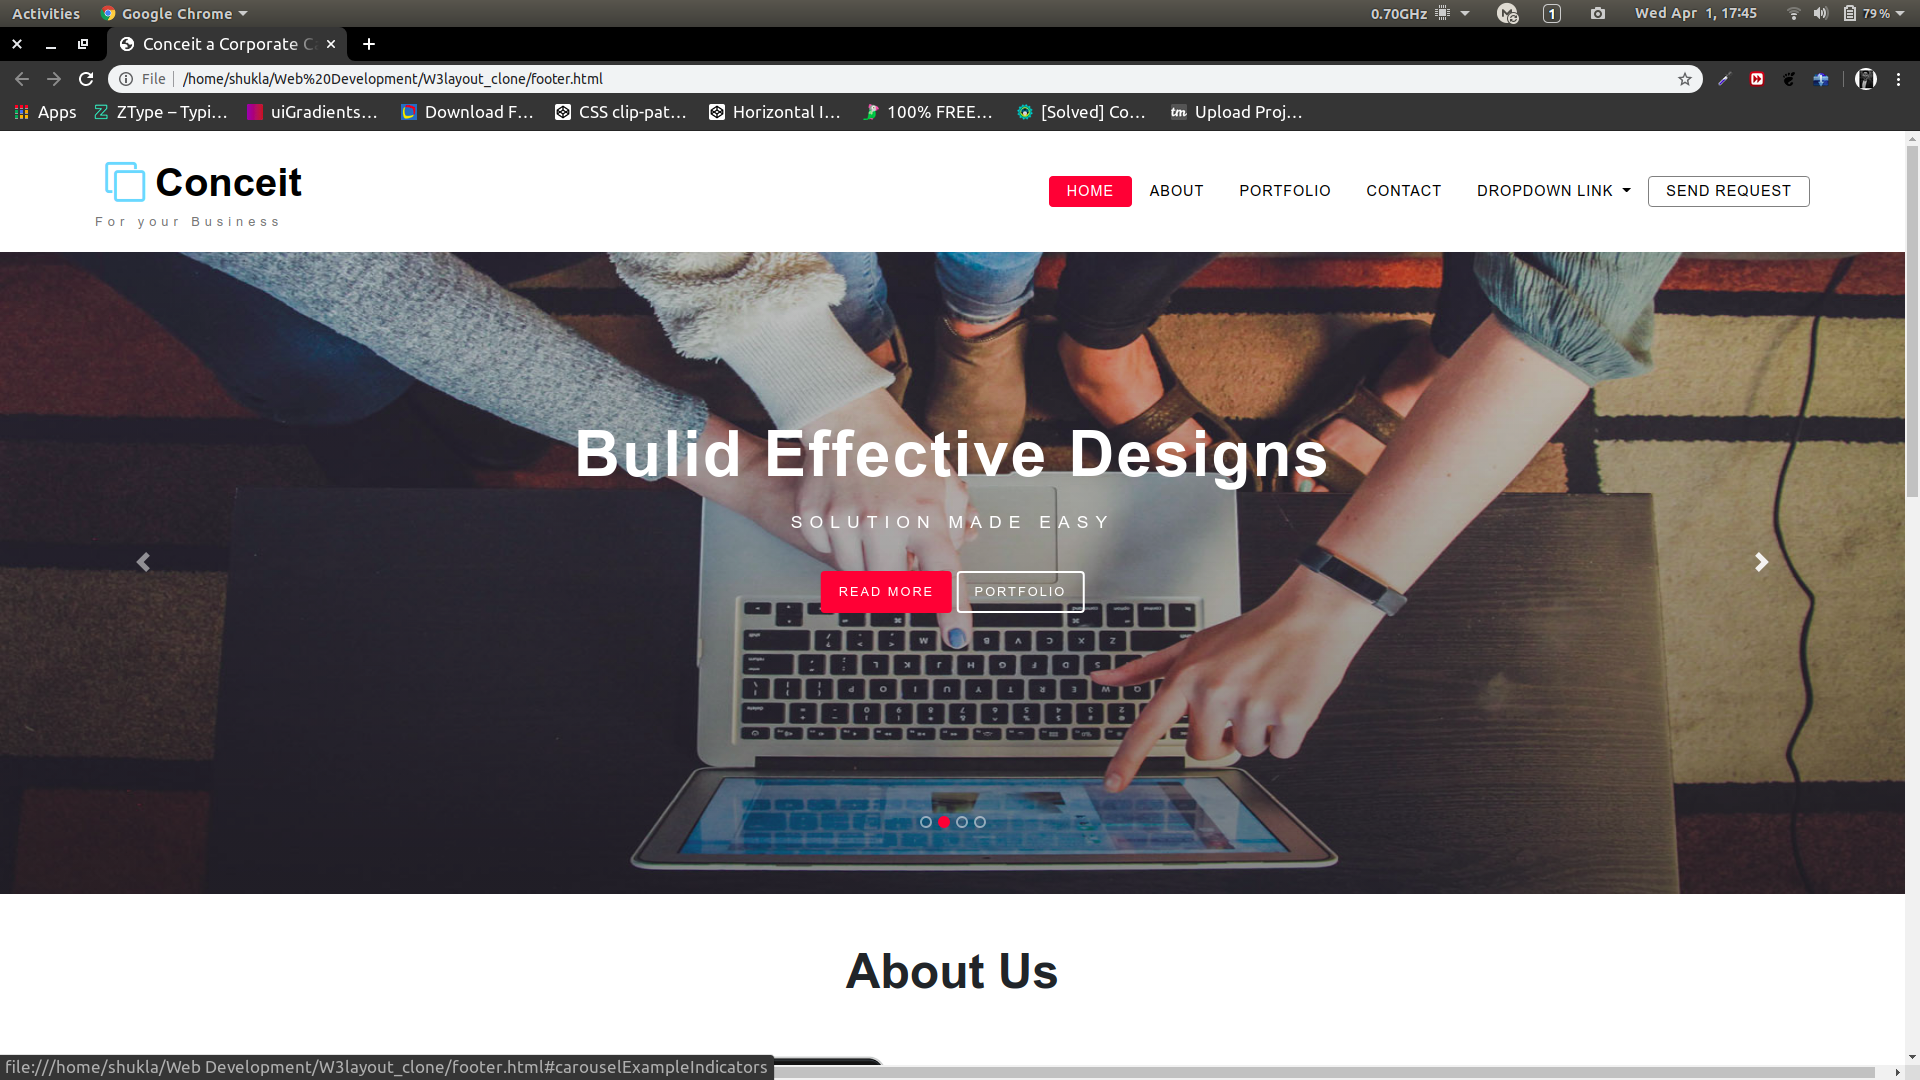 Activities Google Chrome 0.70GHz 1 Wed Apr 1, 17:45 79%
Conceit a Corporate C
File /home/shukla/Web%20Development/W3layout_clone/footer.html
Apps ZType – Typi... uiGradients... Download F... CSS clip-pat... Horizontal I... 100% FREE... [Solved] Co... tm Upload Proj...
Conceit
For your Business
HOME ABOUT PORTFOLIO CONTACT DROPDOWN LINK SEND REQUEST
Bulid Effective Designs
SOLUTION MADE EASY
READ MORE PORTFOLIO
About Us
file:///home/shukla/Web Development/W3layout_clone/footer.html#carouselExampleIndicators